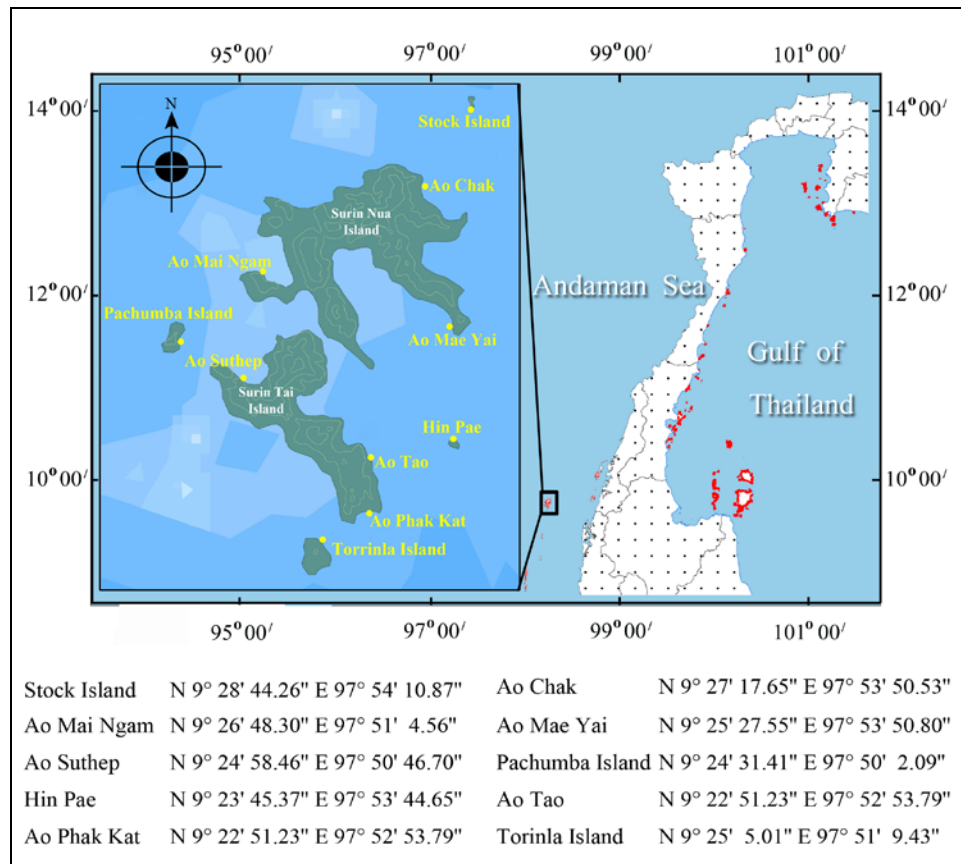 95°00′ 97°00′ 99°00′ 101°00′
14°00′ 14°00′
N
Stock Island
Ao Chak
Surin Nua
Island
Ao Mai Ngam
12°00′ 12°00′
Andaman Sea
Pachumba Island
Ao Mae Yai
Ao Suthep
Gulf of
Thailand
Surin Tai
Island
Hin Pae
Ao Tao
10°00′ 10°00′
Ao Phak Kat
Torrinla Island
95°00′ 97°00′ 99°00′ 101°00′
Stock Island N 9° 28' 44.26" E 97° 54' 10.87" Ao Chak N 9° 27' 17.65" E 97° 53' 50.53"
Ao Mai Ngam N 9° 26' 48.30" E 97° 51' 4.56" Ao Mae Yai N 9° 25' 27.55" E 97° 53' 50.80"
Ao Suthep N 9° 24' 58.46" E 97° 50' 46.70" Pachumba Island N 9° 24' 31.41" E 97° 50' 2.09"
Hin Pae N 9° 23' 45.37" E 97° 53' 44.65" Ao Tao N 9° 22' 51.23" E 97° 52' 53.79"
Ao Phak Kat N 9° 22' 51.23" E 97° 52' 53.79" Torinla Island N 9° 25' 5.01" E 97° 51' 9.43"